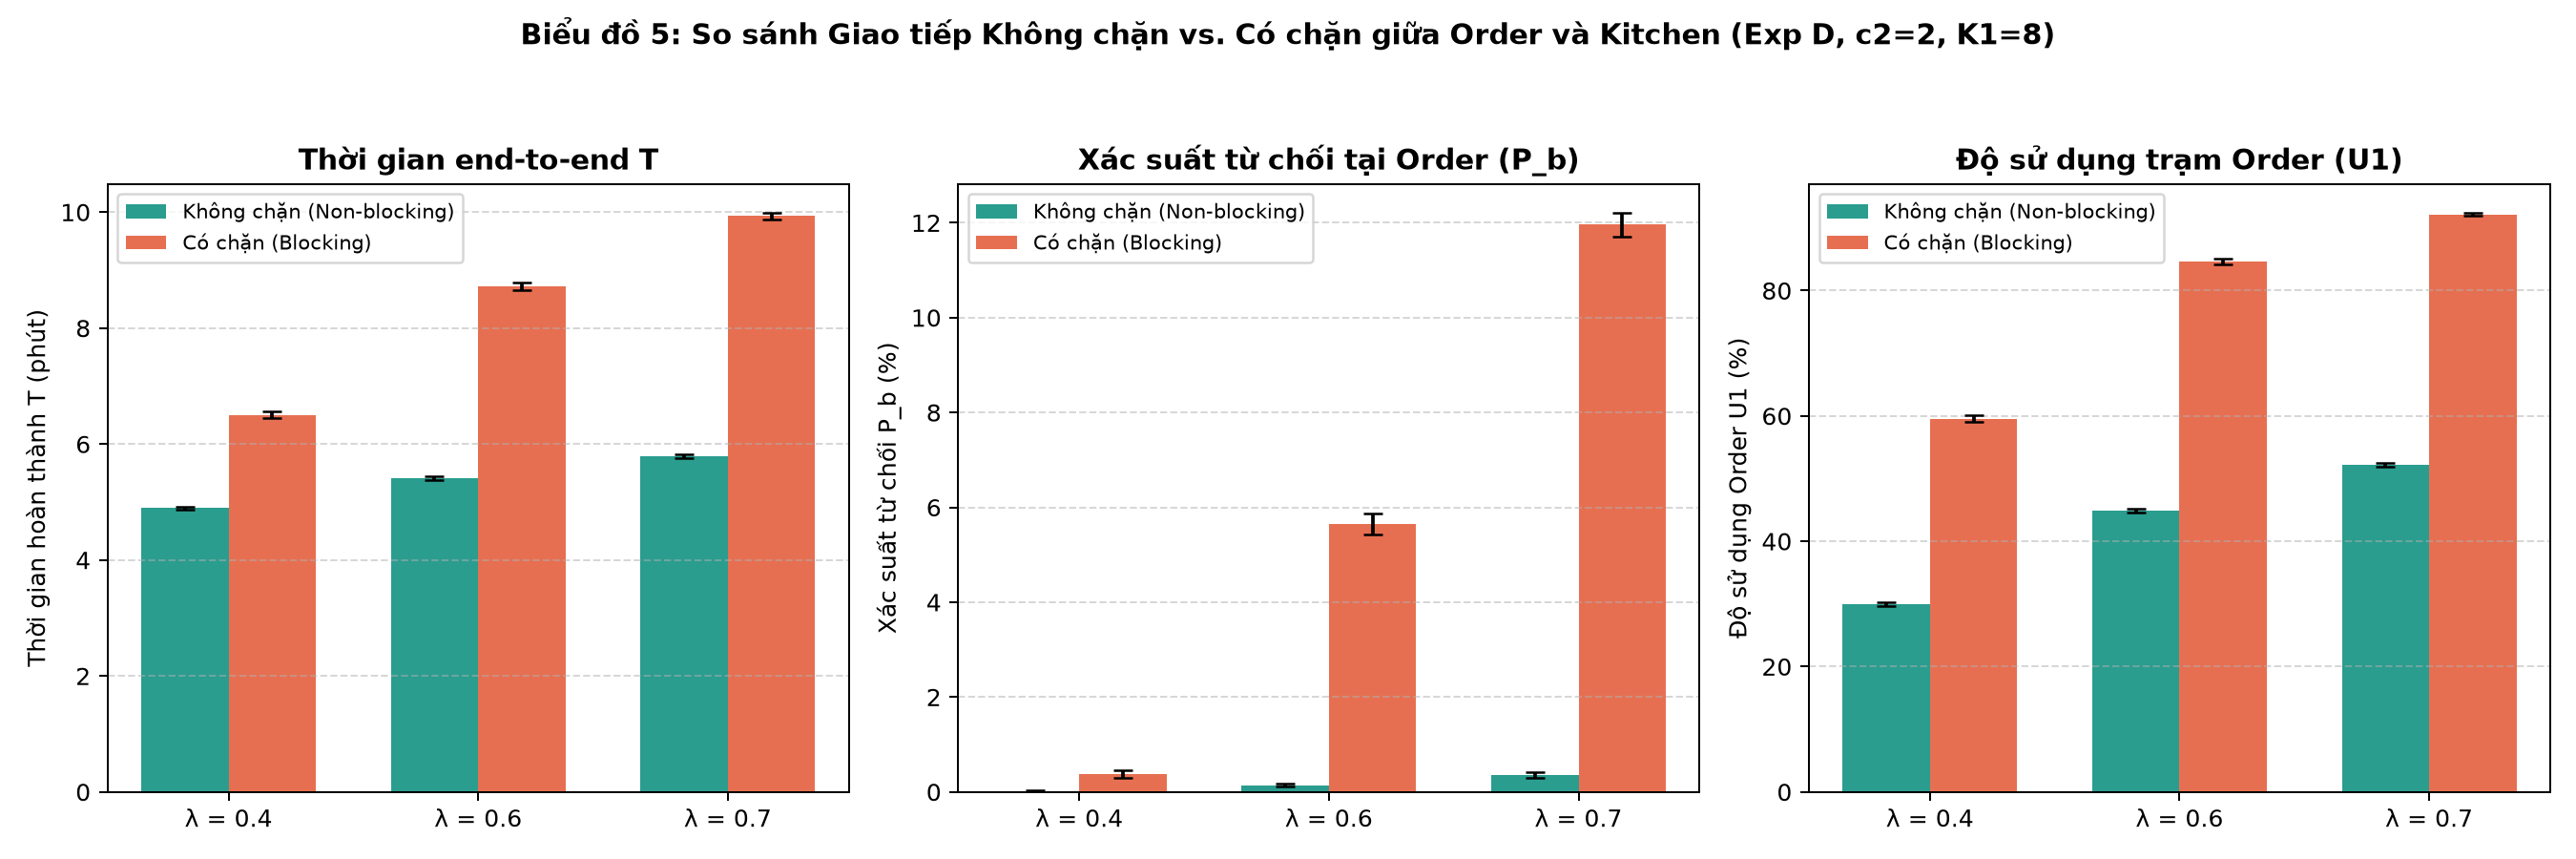 Biểu đồ 5: So sánh Giao tiếp Không chặn vs. Có chặn giữa Order và Kitchen (Exp D, c2=2, K1=8)
Thời gian end-to-end T
Không chặn (Non-blocking)
Có chặn (Blocking)
Thời gian hoàn thành T (phút)
10
8
6
4
2
0
λ = 0.4
λ = 0.6
λ = 0.7
Xác suất từ chối tại Order (P_b)
Không chặn (Non-blocking)
Có chặn (Blocking)
Xác suất từ chối P_b (%)
12
10
8
6
4
2
0
λ = 0.4
λ = 0.6
λ = 0.7
Độ sử dụng trạm Order (U1)
Không chặn (Non-blocking)
Có chặn (Blocking)
Độ sử dụng Order U1 (%)
80
60
40
20
0
λ = 0.4
λ = 0.6
λ = 0.7